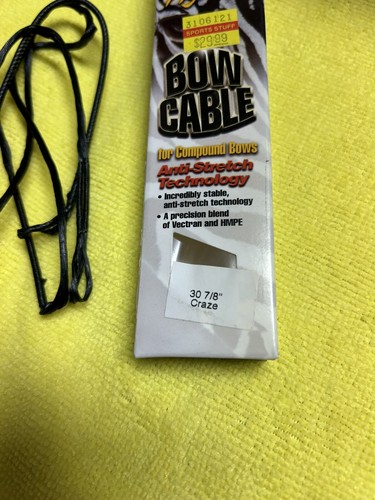 3106121
SPORTS STUFF
$29.99
BOW
CABLE
for Compound Bows
Anti-Stretch
Technology
• Incredibly stable,
anti-stretch technology
• A precision blend
of Vectran and HMPE
30 7/8"
Craze